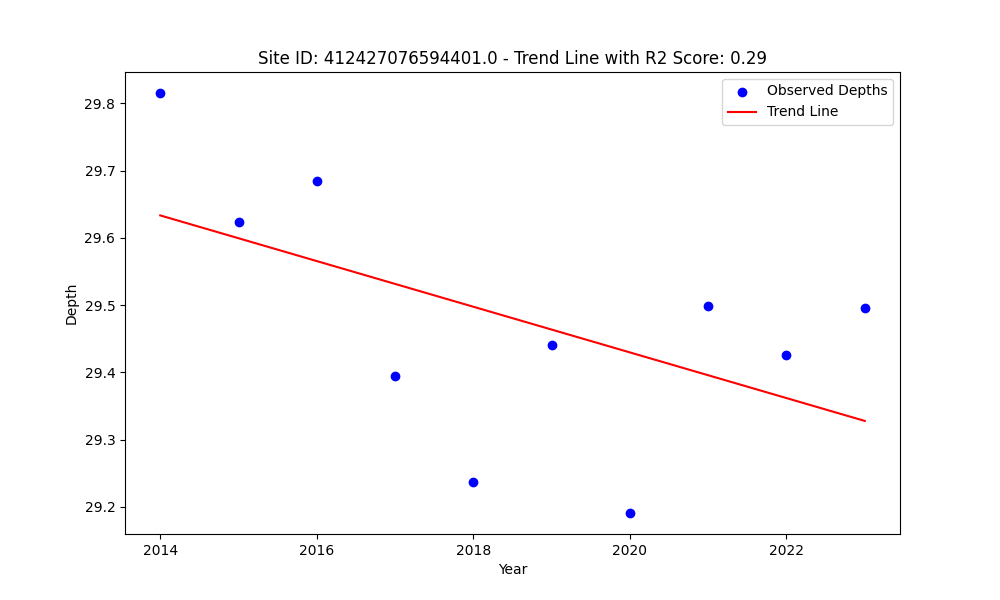 Site ID: 412427076594401.0 - Trend Line with R2 Score: 0.29
Observed Depths
Trend Line
29.8
29.7
29.6
29.5
29.4
29.3
29.2
Depth
2014
2016
2018
2020
2022
Year